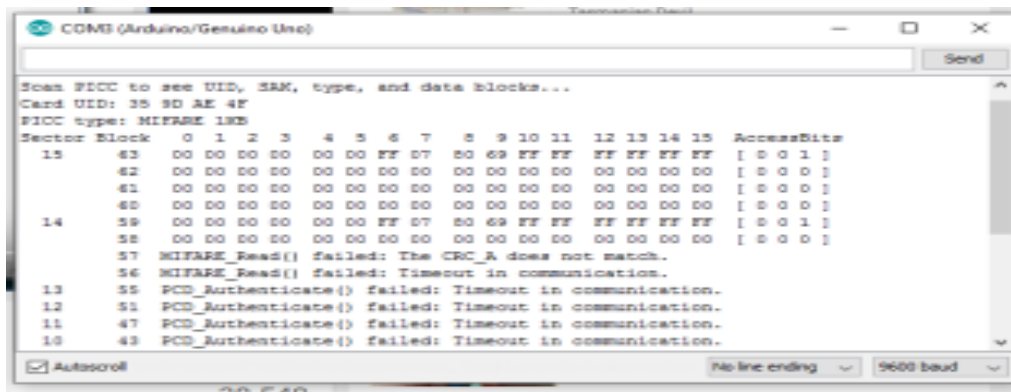 Tasmanian Devil
COM3 (Arduino/Genuino Uno)
Send
Scan PICC to see UID, SAK, type, and data blocks...
Card UID: 35 9D AE 4F
PICC type: MIFARE 1KB
Sector Block 0 1 2 3 4 5 6 7 8 9 10 11 12 13 14 15 AccessBits
15 63 00 00 00 00 00 00 FF 07 80 69 FF FF FF FF FF FF [ 0 0 1 ]
62 00 00 00 00 00 00 00 00 00 00 00 00 00 00 00 00 [ 0 0 0 ]
61 00 00 00 00 00 00 00 00 00 00 00 00 00 00 00 00 [ 0 0 0 ]
60 00 00 00 00 00 00 00 00 00 00 00 00 00 00 00 00 [ 0 0 0 ]
14 59 00 00 00 00 00 00 FF 07 80 69 FF FF FF FF FF FF [ 0 0 1 ]
58 00 00 00 00 00 00 00 00 00 00 00 00 00 00 00 00 [ 0 0 0 ]
57 MIFARE_Read() failed: The CRC_A does not match.
56 MIFARE_Read() failed: Timeout in communication.
13 55 PCD_Authenticate() failed: Timeout in communication.
12 51 PCD_Authenticate() failed: Timeout in communication.
11 47 PCD_Authenticate() failed: Timeout in communication.
10 43 PCD_Authenticate() failed: Timeout in communication.
Autoscroll
No line ending
9600 baud